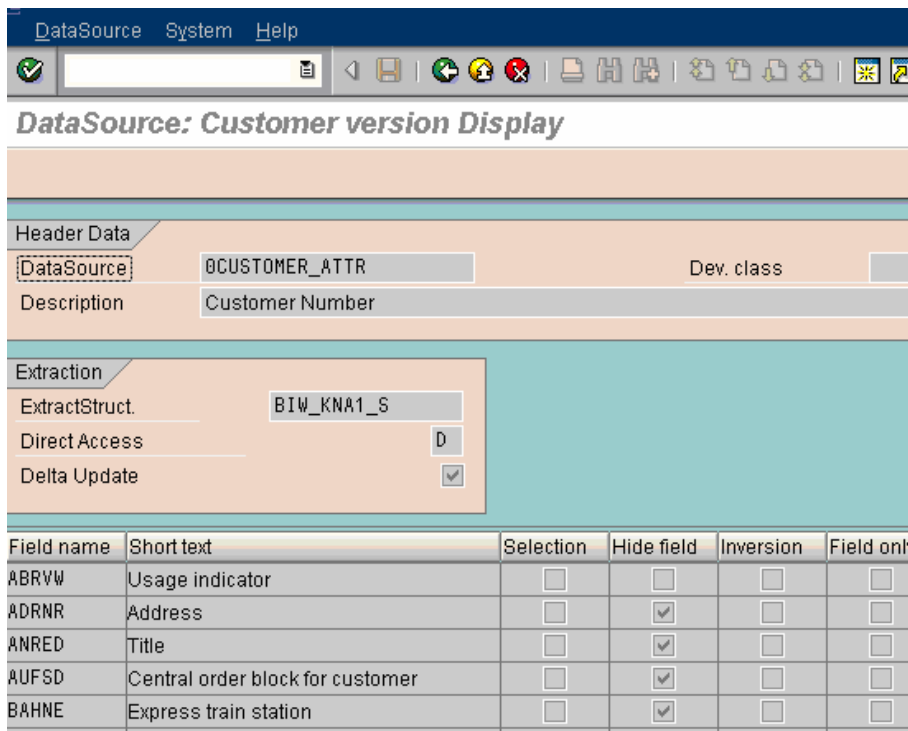 DataSource System Help
DataSource: Customer version Display
Header Data
DataSource 0CUSTOMER_ATTR Dev. class
Description Customer Number
Extraction
ExtractStruct. BIW_KNA1_S
Direct Access D
Delta Update
Field name Short text Selection Hide field Inversion Field onl
ABRVW Usage indicator
ADRNR Address
ANRED Title
AUFSD Central order block for customer
BAHNE Express train station